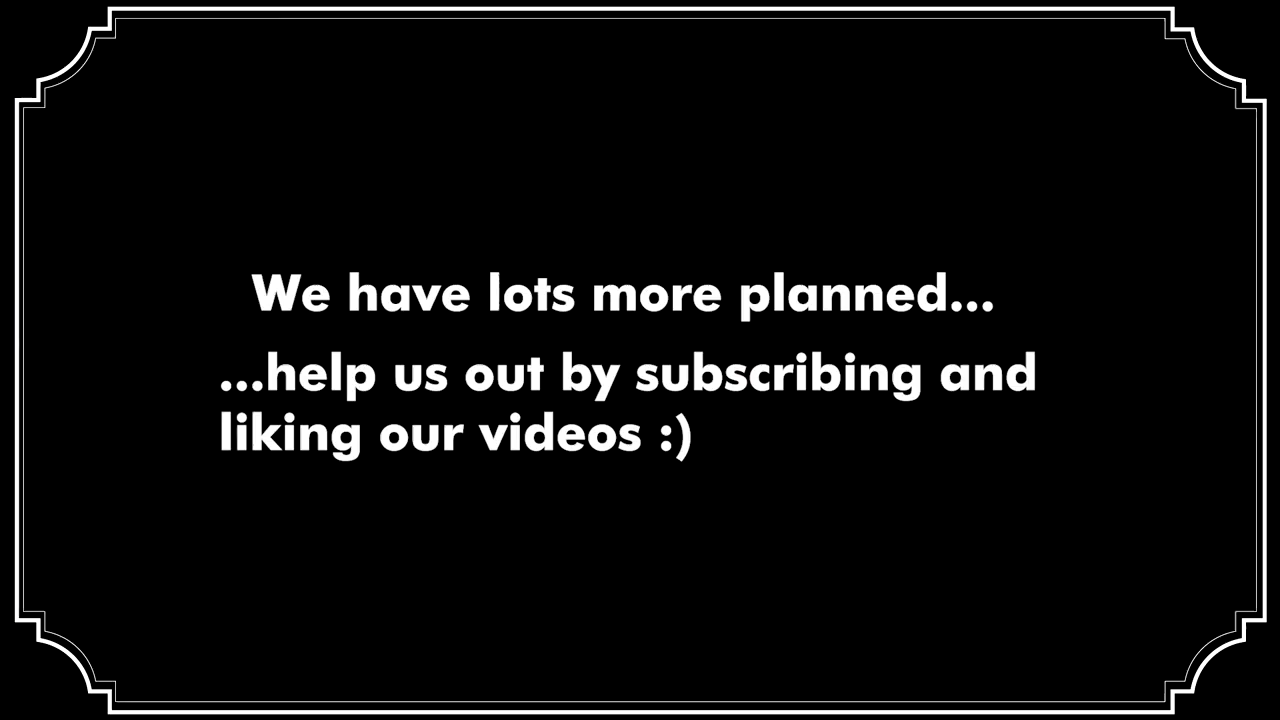 We have lots more planned...
...help us out by subscribing and
liking our videos :)